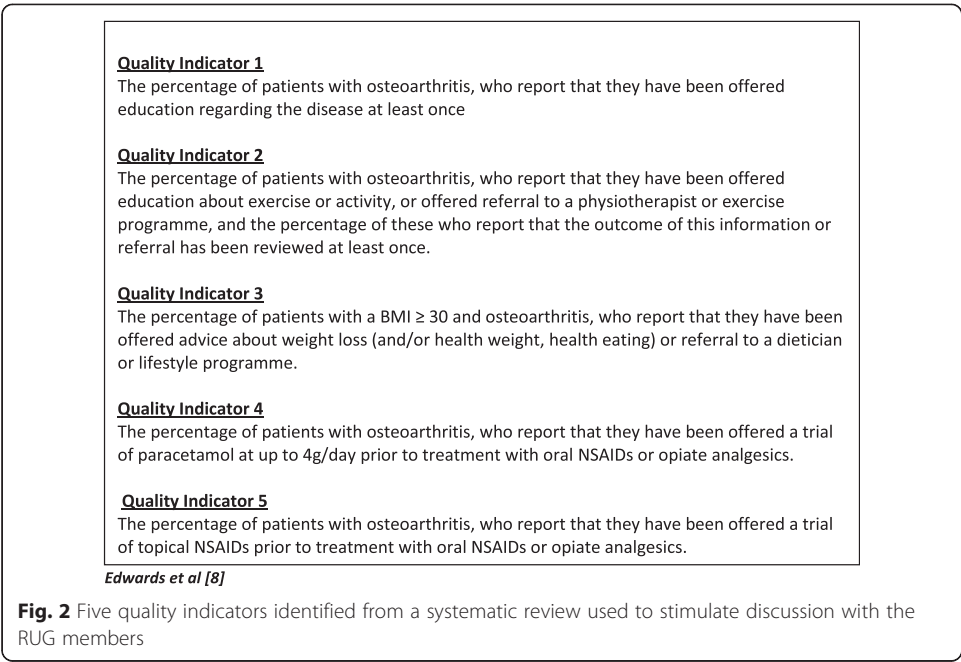 Quality Indicator 1
The percentage of patients with osteoarthritis, who report that they have been offered
education regarding the disease at least once
Quality Indicator 2
The percentage of patients with osteoarthritis, who report that they have been offered
education about exercise or activity, or offered referral to a physiotherapist or exercise
programme, and the percentage of these who report that the outcome of this information or
referral has been reviewed at least once.
Quality Indicator 3
The percentage of patients with a BMI ≥ 30 and osteoarthritis, who report that they have been
offered advice about weight loss (and/or health weight, health eating) or referral to a dietician
or lifestyle programme.
Quality Indicator 4
The percentage of patients with osteoarthritis, who report that they have been offered a trial
of paracetamol at up to 4g/day prior to treatment with oral NSAIDs or opiate analgesics.
Quality Indicator 5
The percentage of patients with osteoarthritis, who report that they have been offered a trial
of topical NSAIDs prior to treatment with oral NSAIDs or opiate analgesics.
Edwards et al [8]
Fig. 2 Five quality indicators identified from a systematic review used to stimulate discussion with the
RUG members